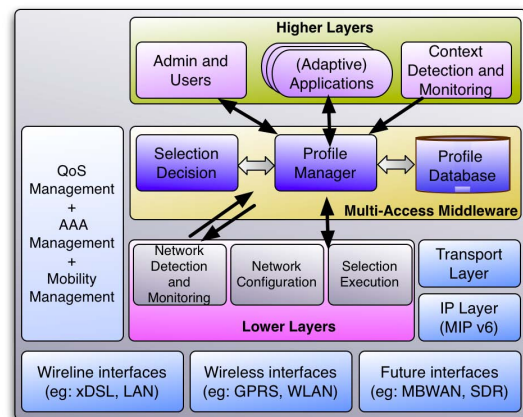 Higher Layers
Admin and
Users
(Adaptive)
Applications
Context
Detection and
Monitoring
QoS
Management
+
AAA
Management
+
Mobility
Management
Selection
Decision
Profile
Manager
Profile
Database
Multi-Access Middleware
Network
Detection
and
Monitoring
Network
Configuration
Selection
Execution
Lower Layers
Transport
Layer
IP Layer
(MIP v6)
Wireline interfaces
(eg: xDSL, LAN)
Wireless interfaces
(eg: GPRS, WLAN)
Future interfaces
(eg: MBWAN, SDR)